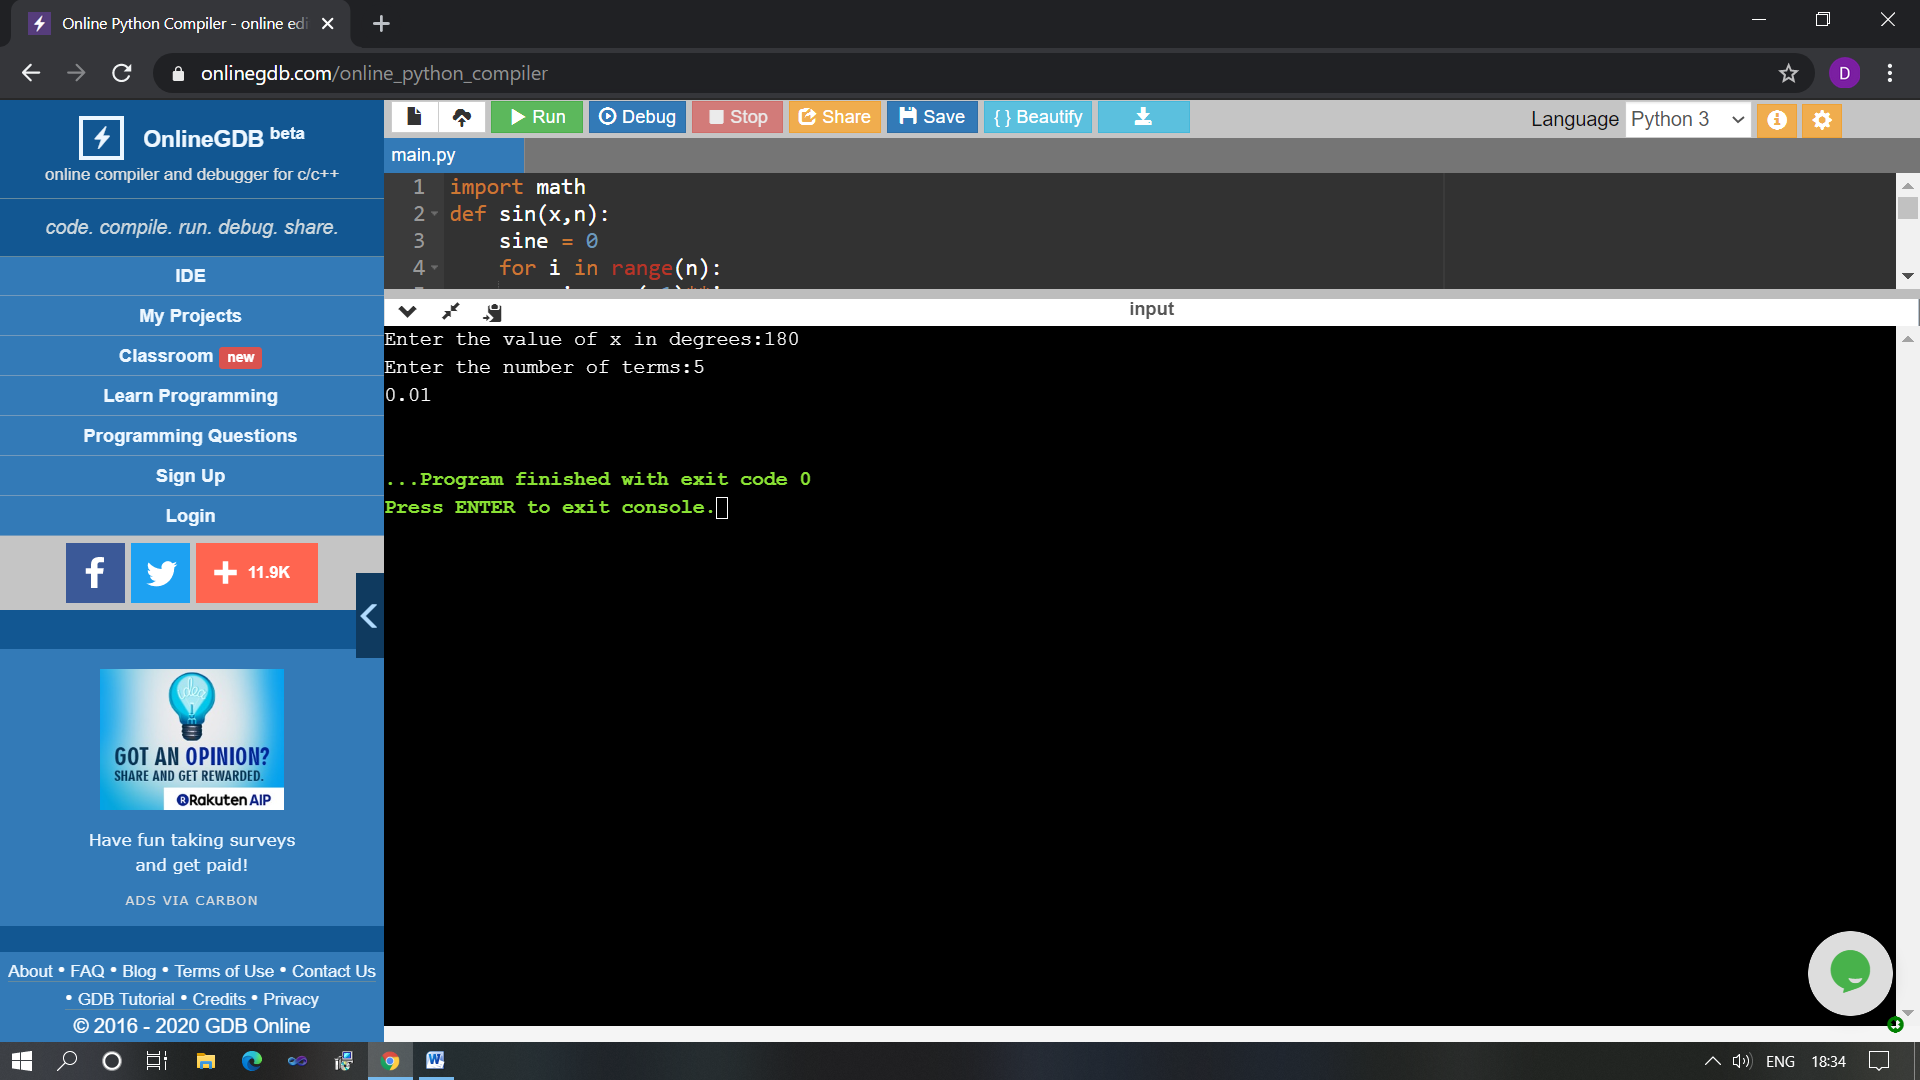 Online Python Compiler - online edi
onlinegdb.com/online_python_compiler
D
OnlineGDB beta
online compiler and debugger for c/c++
code. compile. run. debug. share.
IDE
My Projects
Classroom new
Learn Programming
Programming Questions
Sign Up
Login
11.9K
idea
GOT AN OPINION?
SHARE AND GET REWARDED.
Rakuten AIP
Have fun taking surveys
and get paid!
ADS VIA CARBON
About • FAQ • Blog • Terms of Use • Contact Us
• GDB Tutorial • Credits • Privacy
© 2016 - 2020 GDB Online
Run Debug Stop Share Save { } Beautify
Language Python 3
main.py
1 import math
2 def sin(x,n):
3 sine = 0
4 for i in range(n):
input
Enter the value of x in degrees:180
Enter the number of terms:5
0.01
...Program finished with exit code 0
Press ENTER to exit console.
ENG 18:34